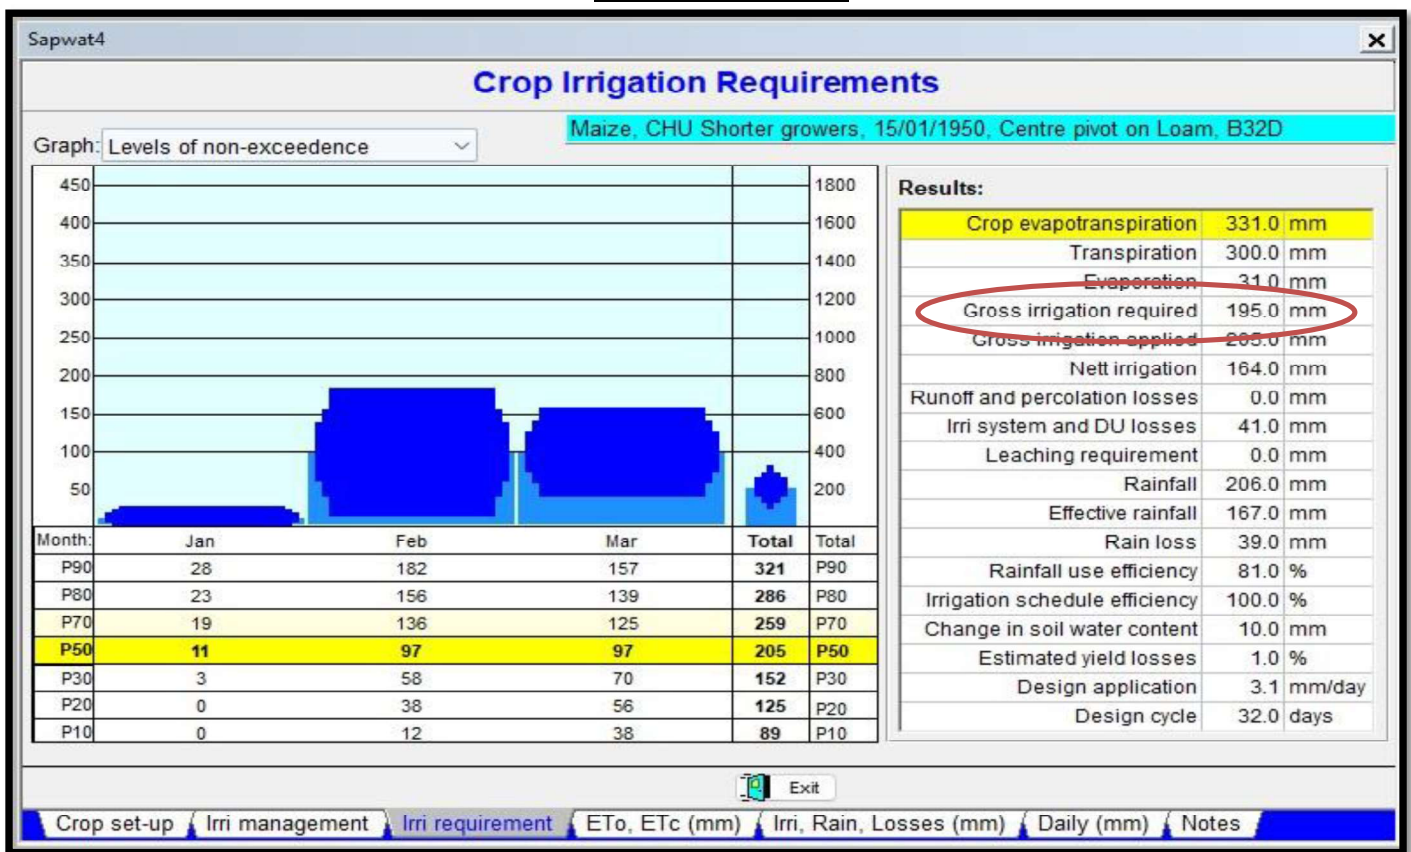 Sapwat4
Crop Irrigation Requirements
Graph: Levels of non-exceedence
Maize, CHU Shorter growers, 15/01/1950, Centre pivot on Loam, B32D
450 1800
400 1600
350 1400
300 1200
250 1000
200 800
150 600
100 400
50 200
Month: Jan Feb Mar Total Total
P90 28 182 157 321 P90
P80 23 156 139 286 P80
P70 19 136 125 259 P70
P50 11 97 97 205 P50
P30 3 58 70 152 P30
P20 0 38 56 125 P20
P10 0 12 38 89 P10
Results:
Crop evapotranspiration 331.0 mm
Transpiration 300.0 mm
Evaporation 31.0 mm
Gross irrigation required 195.0 mm
Gross irrigation applied 205.0 mm
Nett irrigation 164.0 mm
Runoff and percolation losses 0.0 mm
Irri system and DU losses 41.0 mm
Leaching requirement 0.0 mm
Rainfall 206.0 mm
Effective rainfall 167.0 mm
Rain loss 39.0 mm
Rainfall use efficiency 81.0 %
Irrigation schedule efficiency 100.0 %
Change in soil water content 10.0 mm
Estimated yield losses 1.0 %
Design application 3.1 mm/day
Design cycle 32.0 days
Exit
Crop set-up Irri management Irri requirement ETo, ETc (mm) Irri, Rain, Losses (mm) Daily (mm) Notes